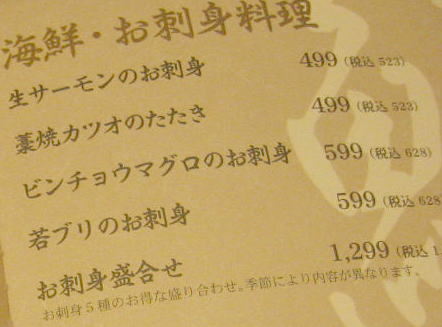 海鮮・お刺身料理
生サーモンのお刺身 499 (税込 523)
藁焼カツオのたたき 499 (税込 523)
ビンチョウマグロのお刺身 599 (税込 628)
若ブリのお刺身 599 (税込 628
お刺身盛合せ 1,299 (税込 1
お刺身5種のお得な盛り合わせ。季節により内容が異なります。